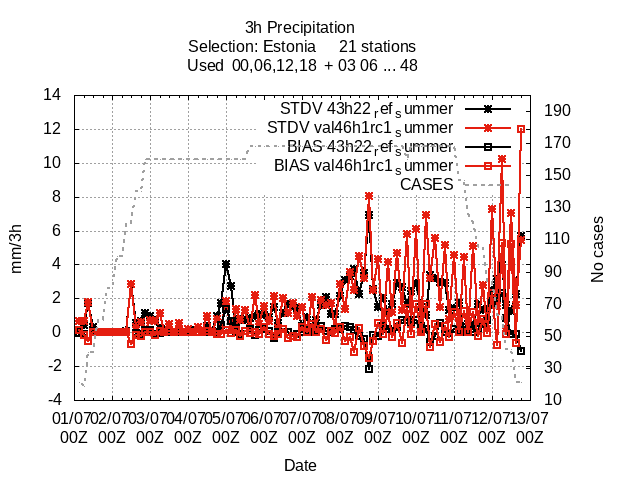 3h Precipitation
Selection: Estonia 21 stations
Used 00,06,12,18 + 03 06 ... 48
STDV 43h22refsummer
STDV val46h1rc1summer
BIAS 43h22refsummer
BIAS val46h1rc1summer
CASES
14
12
10
8
6
4
2
0
-2
-4
mm/3h
190
170
150
130
110
90
70
50
30
10
No cases
01/07 02/07 03/07 04/07 05/07 06/07 07/07 08/07 09/07 10/07 11/07 12/07 13/07
00Z 00Z 00Z 00Z 00Z 00Z 00Z 00Z 00Z 00Z 00Z 00Z 00Z
Date